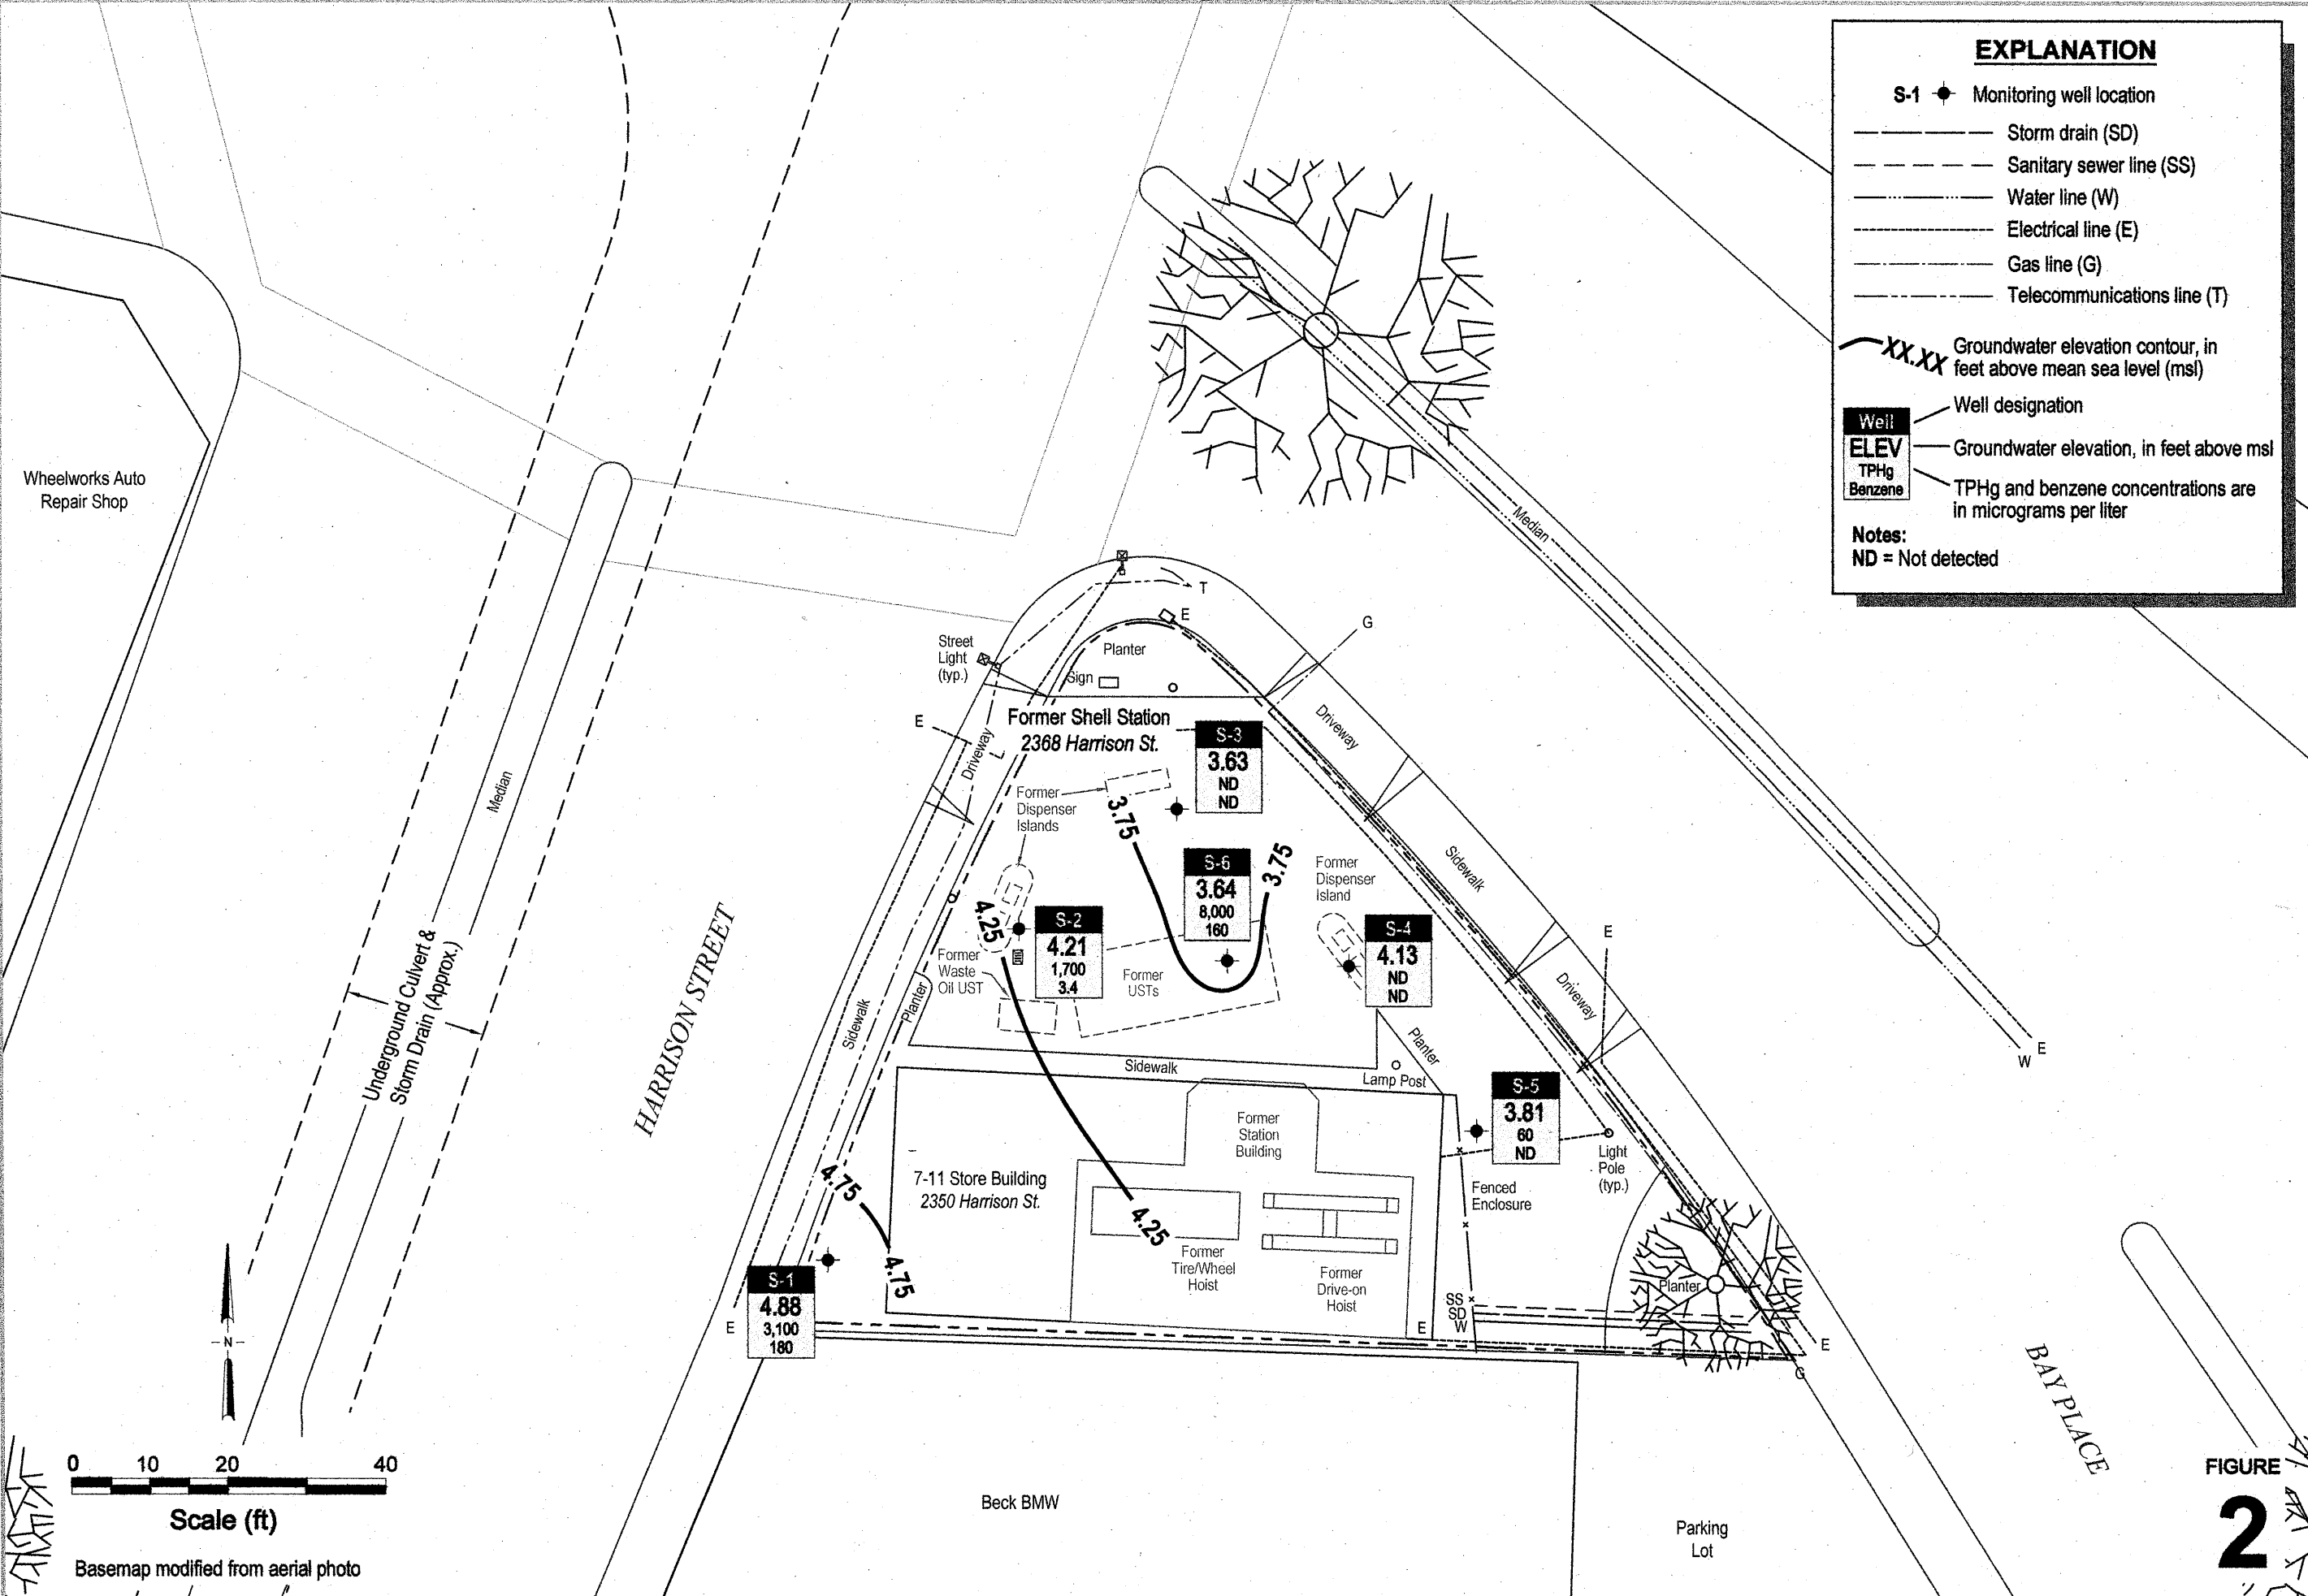 EXPLANATION
S-1 Monitoring well location
Storm drain (SD)
Sanitary sewer line (SS)
Water line (W)
Electrical line (E)
Gas line (G)
Telecommunications line (T)
XX.XX Groundwater elevation contour, in
feet above mean sea level (msl)
Well
ELEV
TPHg
Benzene
Well designation
Groundwater elevation, in feet above msl
TPHg and benzene concentrations are
in micrograms per liter
Notes:
ND = Not detected
Wheelworks Auto
Repair Shop
Median
Median
T
E
G
Street
Light
(typ.)
Planter
Sign
E
Driveway
Former Shell Station
2368 Harrison St.
Driveway
S-3
3.63
ND
ND
Former
Dispenser
Islands
3.75
3.75
S-6
3.64
8,000
160
Former
Dispenser
Island
Sidewalk
4.25
S-2
4.21
1,700
3.4
S-4
4.13
ND
ND
Former
Waste
Oil UST
Former
USTs
E
Driveway
Planter
Sidewalk
Underground Culvert &
Storm Drain (Approx.)
HARRISON STREET
Sidewalk
Planter
Lamp Post
W
E
S-5
3.81
60
ND
Former
Station
Building
Light
Pole
(typ.)
7-11 Store Building
2350 Harrison St.
Fenced
Enclosure
4.75
4.75
4.25
Former
Tire/Wheel
Hoist
Former
Drive-on
Hoist
Planter
S-1
4.88
3,100
180
E
E
SS
SD
W
E
G
N
BAY PLACE
0 10 20 40
Scale (ft)
Basemap modified from aerial photo
Beck BMW
Parking
Lot
FIGURE
2